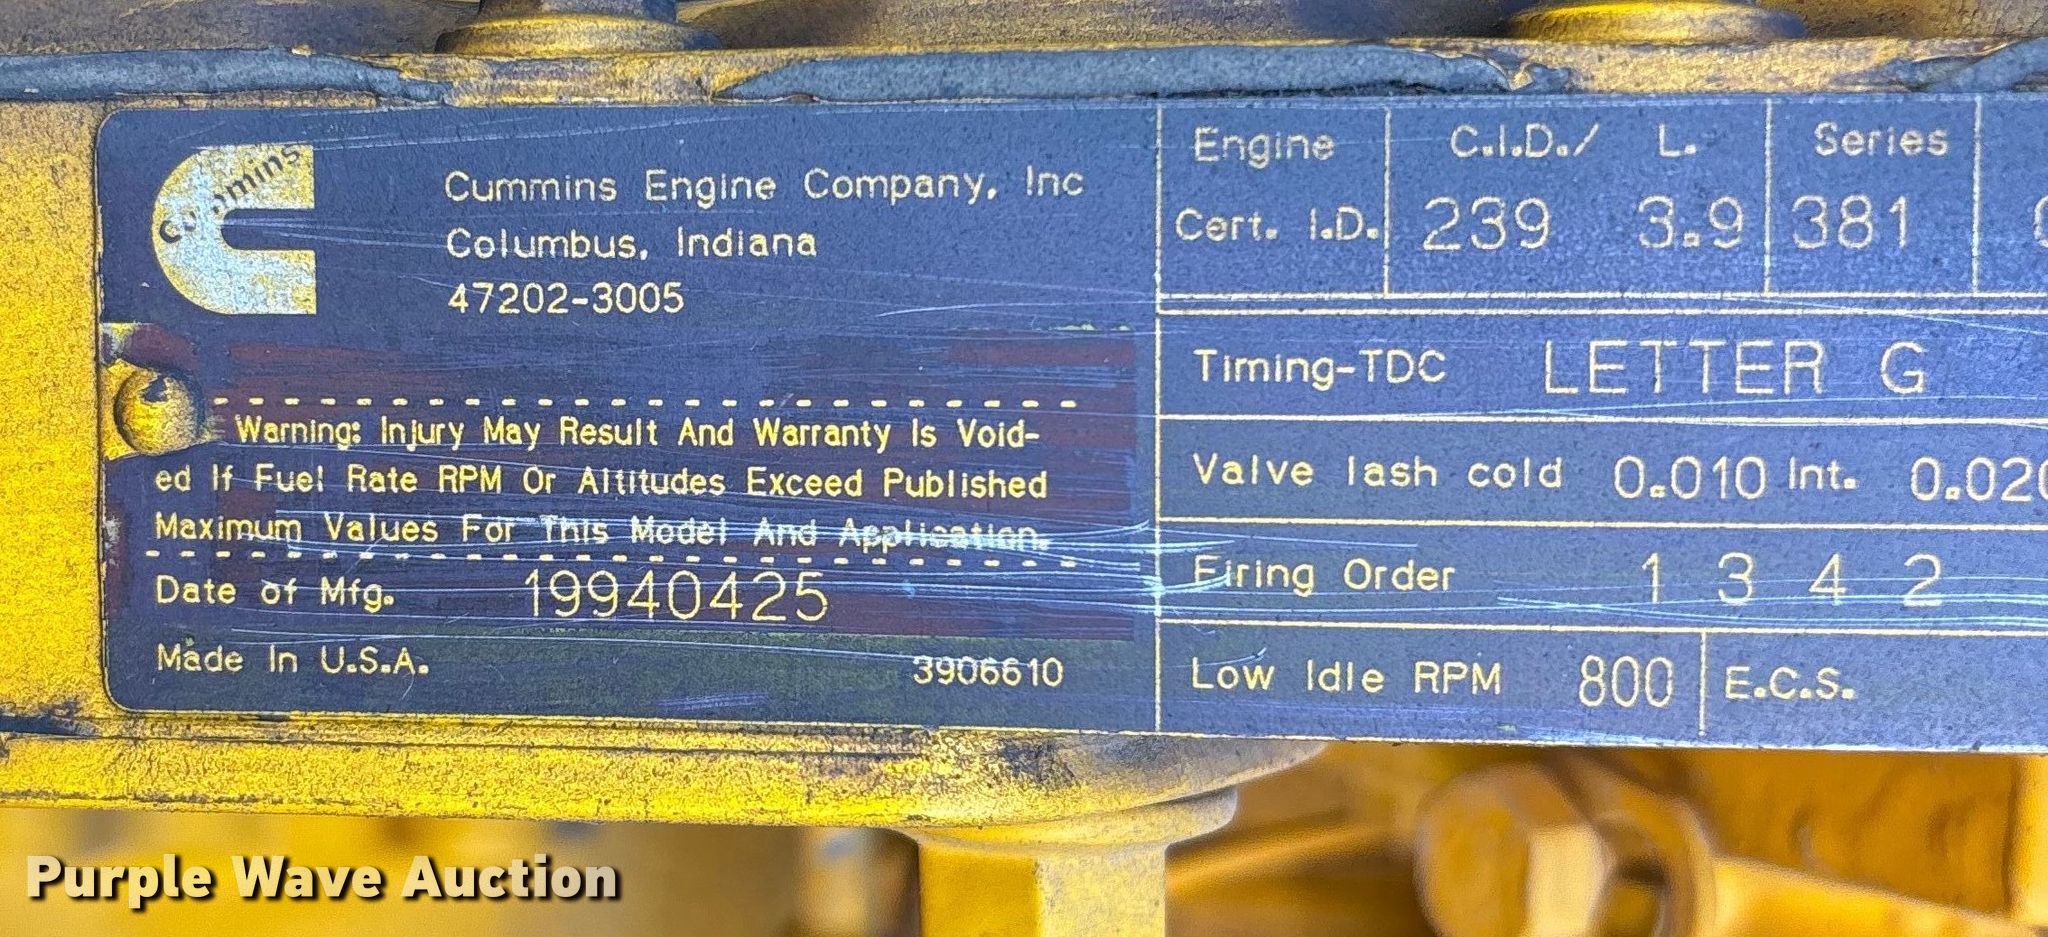 Cummins
Cummins Engine Company, Inc
Columbus, Indiana
47202-3005
Warning: Injury May Result And Warranty Is Void-
ed If Fuel Rate RPM Or Altitudes Exceed Published
Maximum Values For This Model And Application.
Date of Mfg. 19940425
Made In U.S.A. 3906610
Engine C.I.D./ L. Series
Cert. I.D. 239 3.9 381
Timing-TDC LETTER G
Valve lash cold 0.010 Int. 0.020
Firing Order 1 3 4 2
Low Idle RPM 800 E.C.S.
Purple Wave Auction